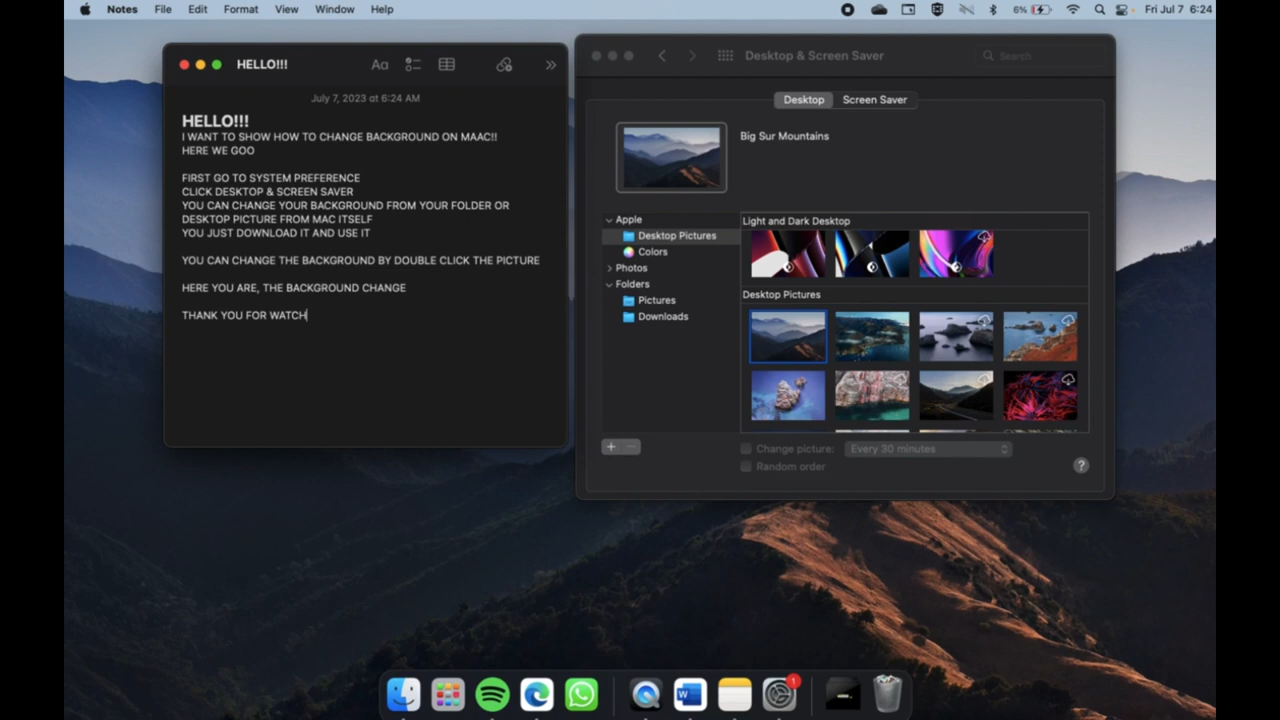 Notes File Edit Format View Window Help 6% Fri Jul 7 6:24
HELLO!!!
Aa
July 7, 2023 at 6:24 AM
HELLO!!!
I WANT TO SHOW HOW TO CHANGE BACKGROUND ON MAAC!!
HERE WE GOO
FIRST GO TO SYSTEM PREFERENCE
CLICK DESKTOP & SCREEN SAVER
YOU CAN CHANGE YOUR BACKGROUND FROM YOUR FOLDER OR
DESKTOP PICTURE FROM MAC ITSELF
YOU JUST DOWNLOAD IT AND USE IT
YOU CAN CHANGE THE BACKGROUND BY DOUBLE CLICK THE PICTURE
HERE YOU ARE, THE BACKGROUND CHANGE
THANK YOU FOR WATCH
Desktop & Screen Saver
Search
Desktop Screen Saver
Big Sur Mountains
Apple
Desktop Pictures
Colors
Photos
Folders
Pictures
Downloads
Light and Dark Desktop
Desktop Pictures
+ −
Change picture: Every 30 minutes
Random order
?
W
1